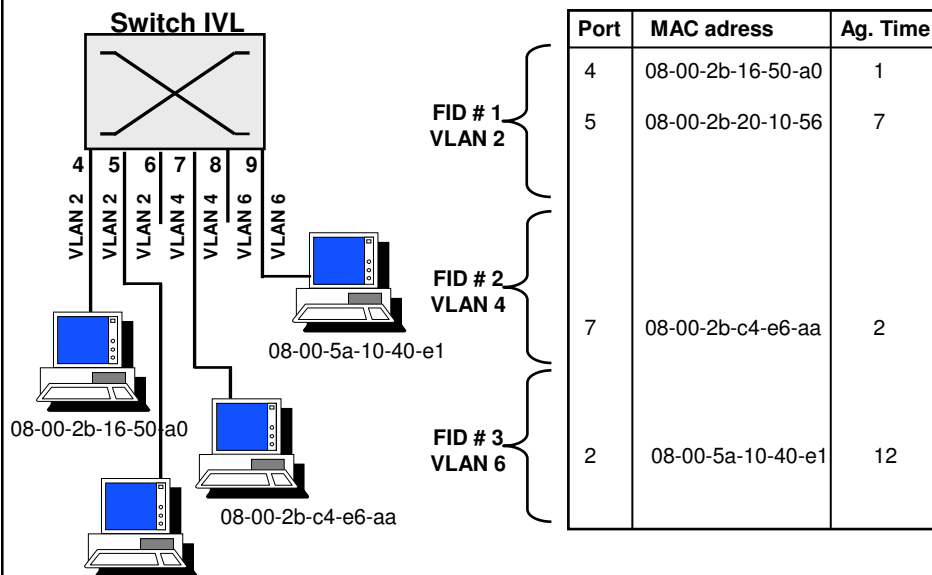 Switch IVL
4 5 6 7 8 9
VLAN 2
VLAN 2
VLAN 2
VLAN 4
VLAN 4
VLAN 6
VLAN 6
08-00-5a-10-40-e1
08-00-2b-16-50-a0
08-00-2b-c4-e6-aa
FID # 1
VLAN 2
FID # 2
VLAN 4
FID # 3
VLAN 6
Port MAC adress Ag. Time
4 08-00-2b-16-50-a0 1
5 08-00-2b-20-10-56 7
7 08-00-2b-c4-e6-aa 2
2 08-00-5a-10-40-e1 12